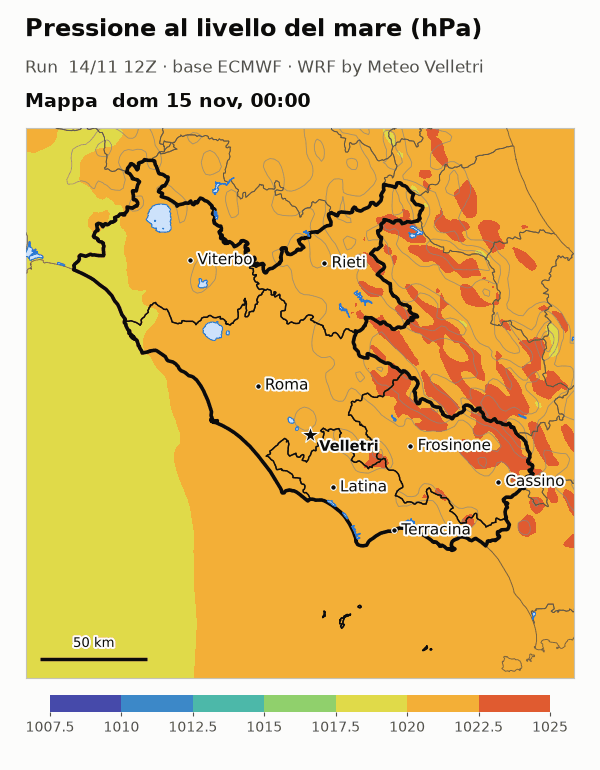 Pressione al livello del mare (hPa)
Run 14/11 12Z · base ECMWF · WRF by Meteo Velletri
Mappa dom 15 nov, 00:00
Viterbo
Rieti
Roma
Velletri
Frosinone
Latina
Cassino
Terracina
50 km
1007.5 1010 1012.5 1015 1017.5 1020 1022.5 1025